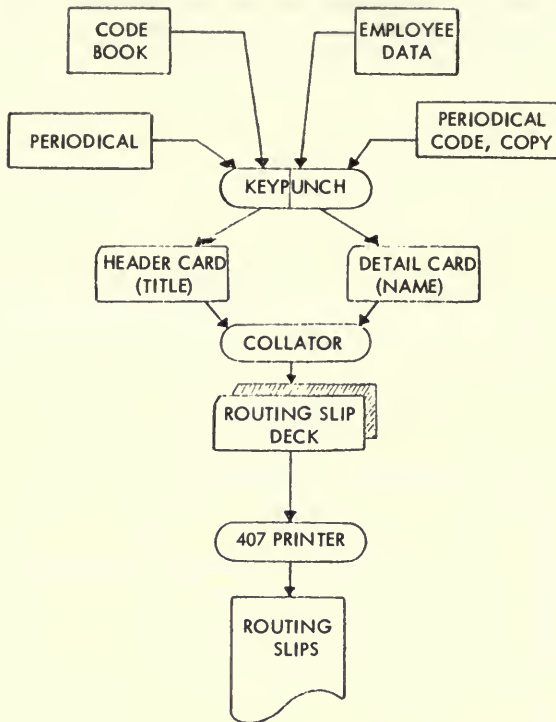 CODE
BOOK
EMPLOYEE
DATA
PERIODICAL
PERIODICAL
CODE, COPY
KEYPUNCH
HEADER CARD
(TITLE)
DETAIL CARD
(NAME)
COLLATOR
ROUTING SLIP
DECK
407 PRINTER
ROUTING
SLIPS